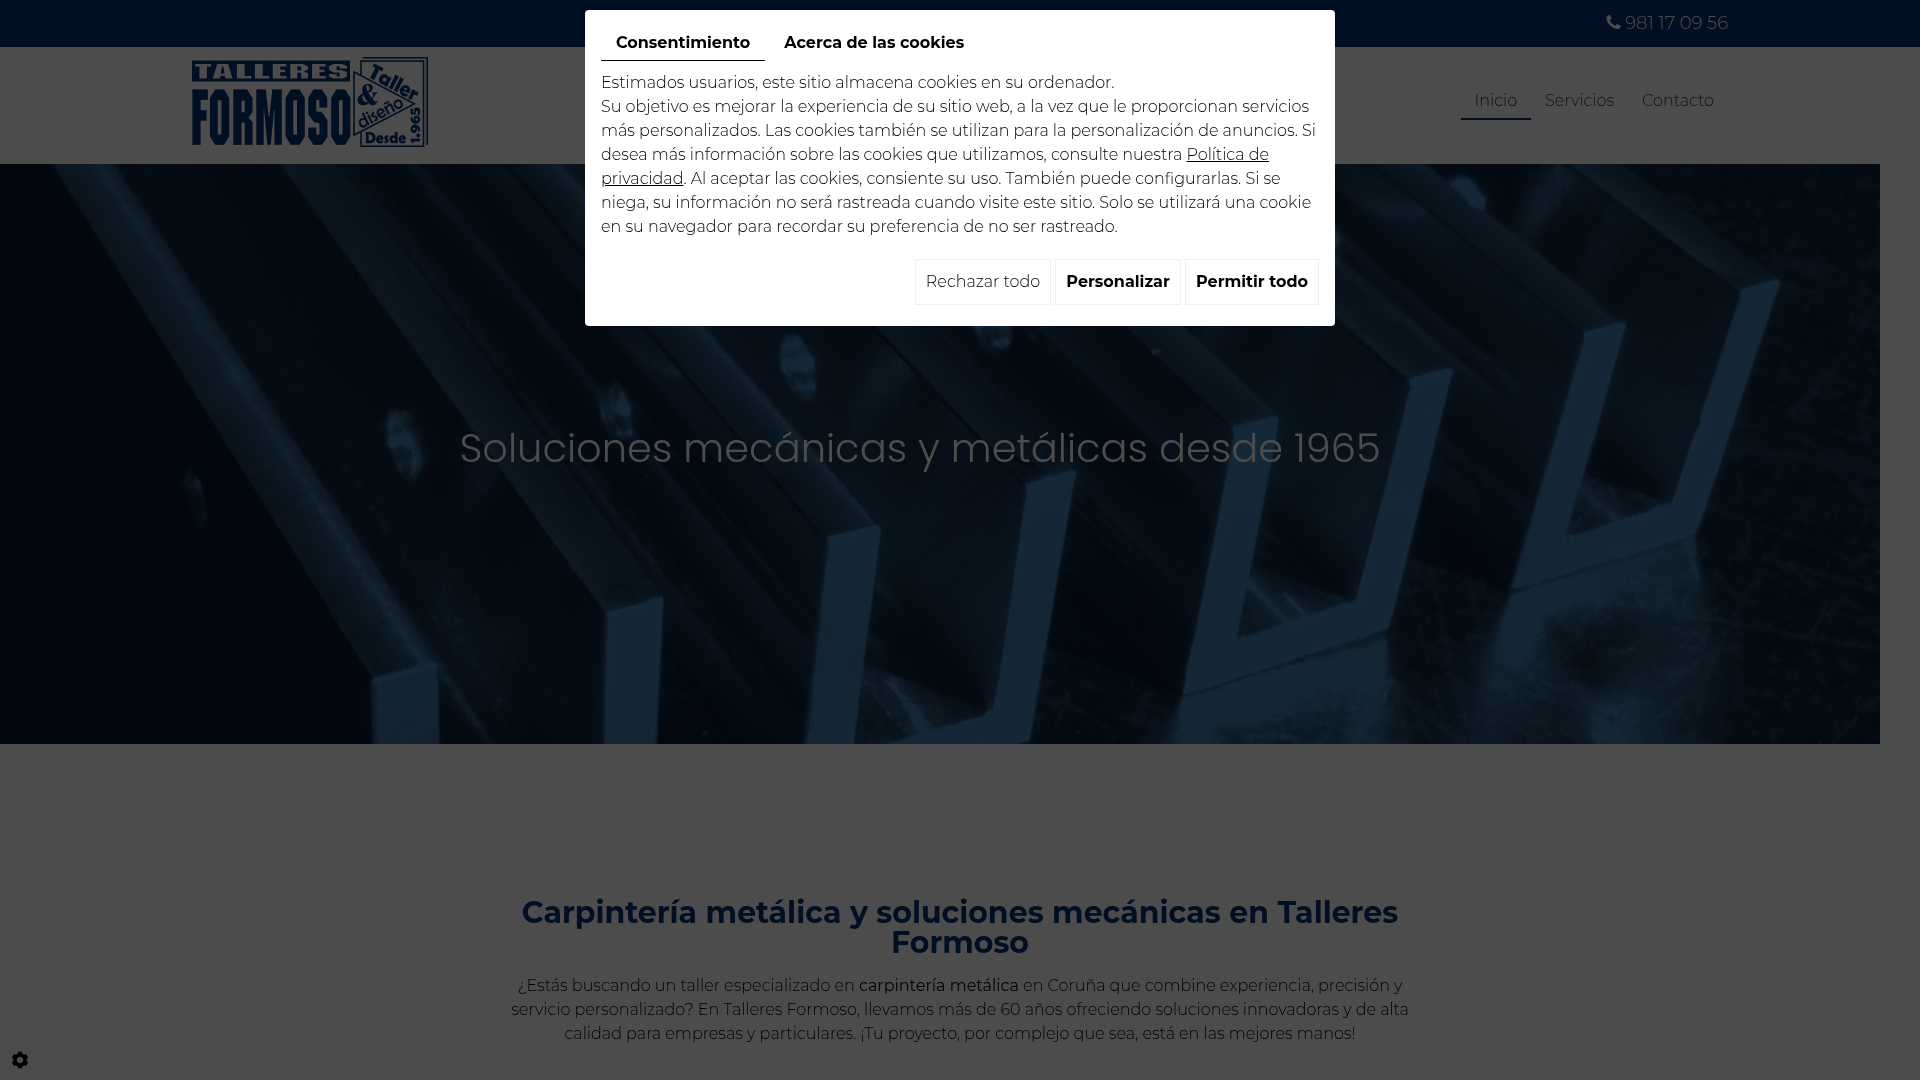 981 17 09 56
TALLERES
FORMOSO
Taller
&
diseño
Desde
1.965
Inicio
Servicios
Contacto
Consentimiento
Acerca de las cookies
Estimados usuarios, este sitio almacena cookies en su ordenador.
Su objetivo es mejorar la experiencia de su sitio web, a la vez que le proporcionan servicios
más personalizados. Las cookies también se utilizan para la personalización de anuncios. Si
desea más información sobre las cookies que utilizamos, consulte nuestra Política de
privacidad. Al aceptar las cookies, consiente su uso. También puede configurarlas. Si se
niega, su información no será rastreada cuando visite este sitio. Solo se utilizará una cookie
en su navegador para recordar su preferencia de no ser rastreado.
Rechazar todo
Personalizar
Permitir todo
Soluciones mecánicas y metálicas desde 1965
Carpintería metálica y soluciones mecánicas en Talleres
Formoso
¿Estás buscando un taller especializado en carpintería metálica en Coruña que combine experiencia, precisión y
servicio personalizado? En Talleres Formoso, llevamos más de 60 años ofreciendo soluciones innovadoras y de alta
calidad para empresas y particulares. ¡Tu proyecto, por complejo que sea, está en las mejores manos!